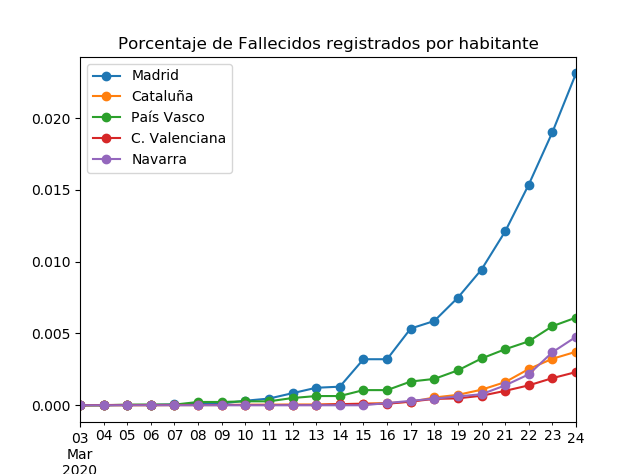 Porcentaje de Fallecidos registrados por habitante
Madrid
Cataluña
País Vasco
C. Valenciana
Navarra
0.020
0.015
0.010
0.005
0.000
03 04 05 06 07 08 09 10 11 12 13 14 15 16 17 18 19 20 21 22 23 24
Mar
2020